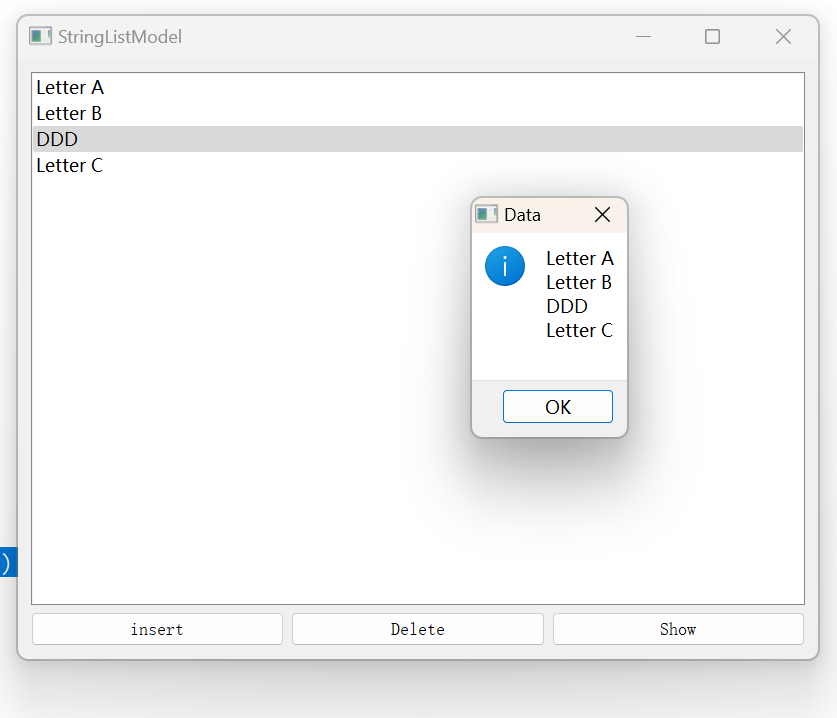 StringListModel
Letter A
Letter B
DDD
Letter C
Data
Letter A
Letter B
DDD
Letter C
OK
)
insert Delete Show